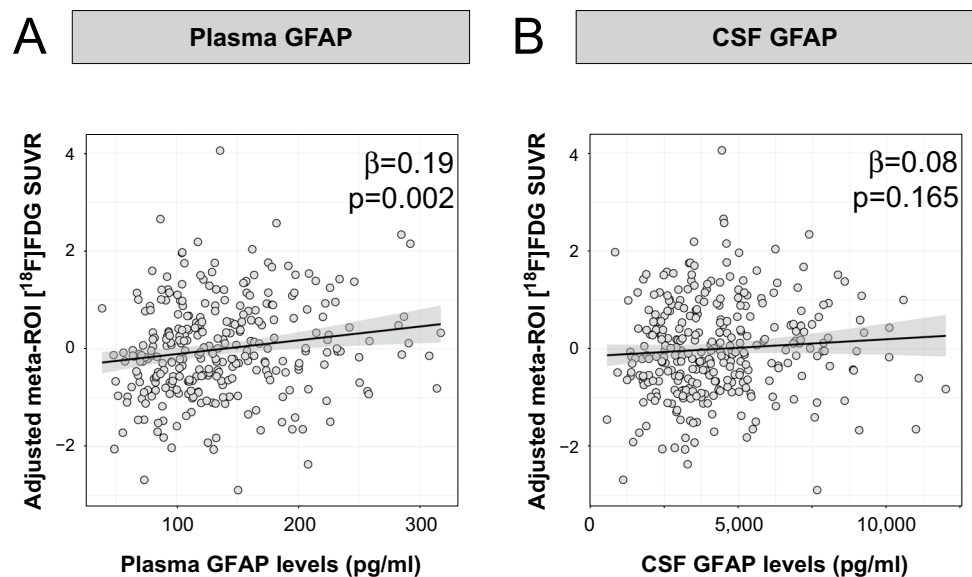 A
Plasma GFAP
Adjusted meta-ROI [¹⁸F]FDG SUVR
4
2
0
−2
β=0.19
p=0.002
100
200
300
Plasma GFAP levels (pg/ml)
B
CSF GFAP
Adjusted meta-ROI [¹⁸F]FDG SUVR
4
2
0
−2
β=0.08
p=0.165
0
5,000
10,000
CSF GFAP levels (pg/ml)